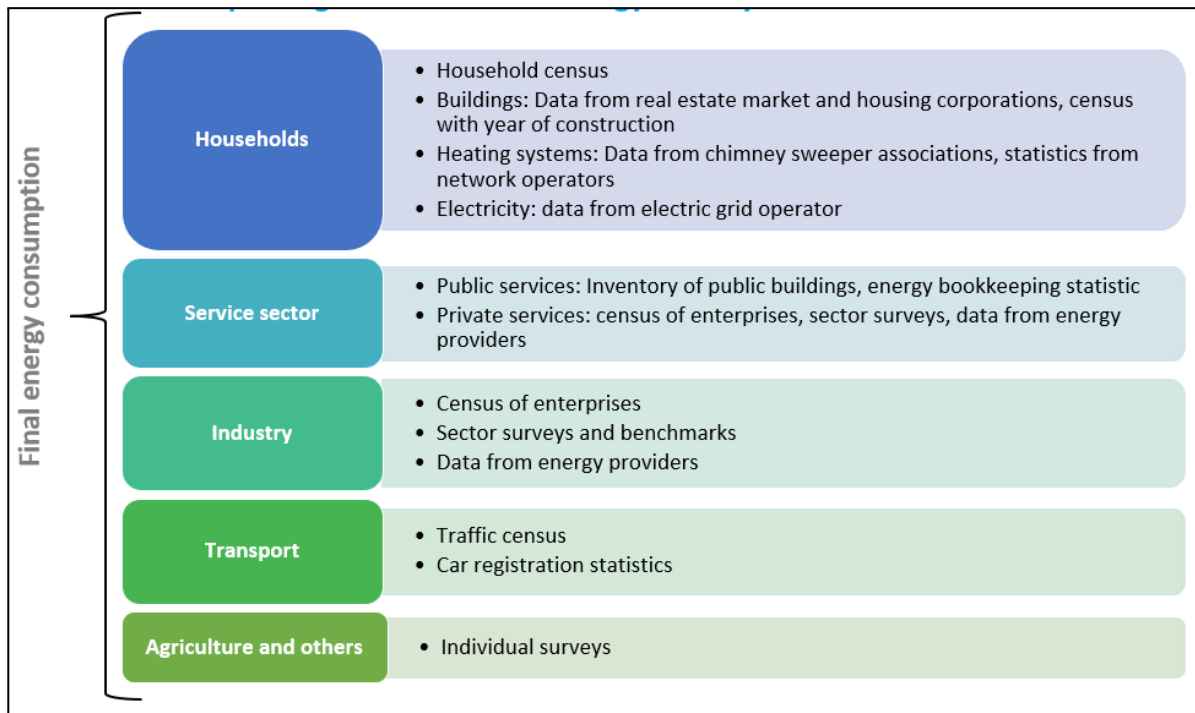 Final energy consumption
Households
• Household census
• Buildings: Data from real estate market and housing corporations, census
with year of construction
• Heating systems: Data from chimney sweeper associations, statistics from
network operators
• Electricity: data from electric grid operator
Service sector
• Public services: Inventory of public buildings, energy bookkeeping statistic
• Private services: census of enterprises, sector surveys, data from energy
providers
Industry
• Census of enterprises
• Sector surveys and benchmarks
• Data from energy providers
Transport
• Traffic census
• Car registration statistics
Agriculture and others
• Individual surveys